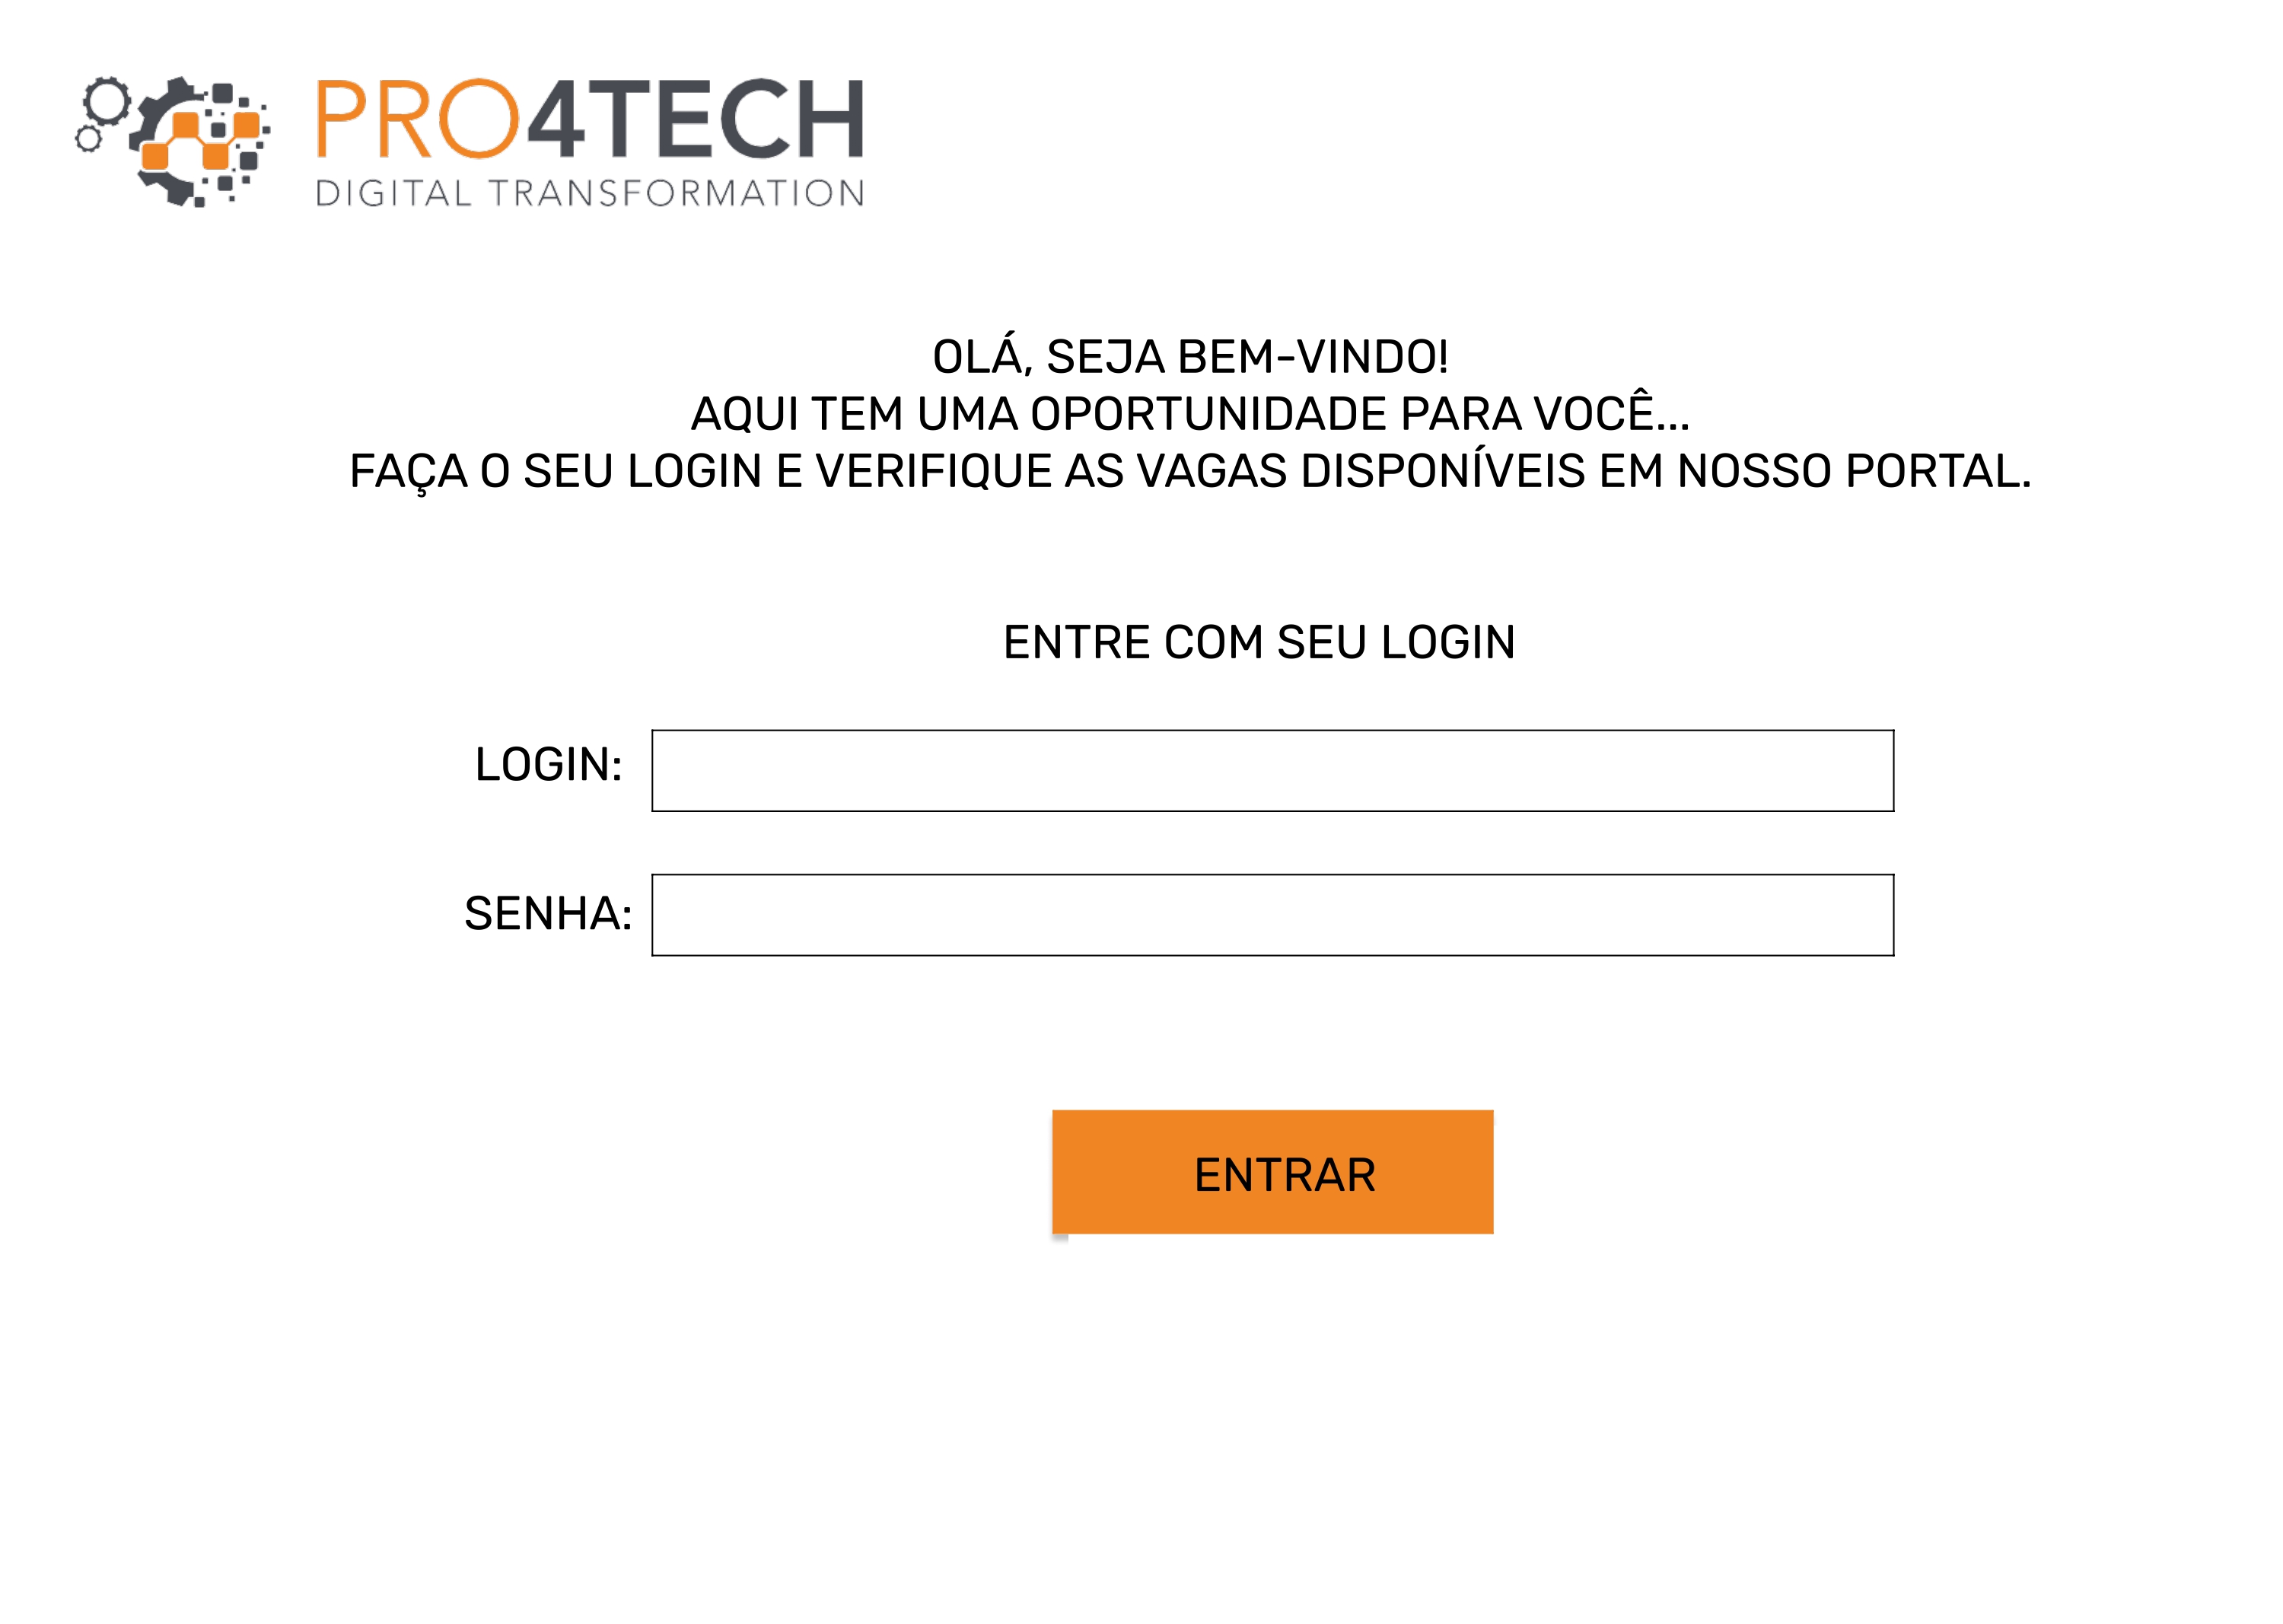 PRO4TECH
DIGITAL TRANSFORMATION
OLÁ, SEJA BEM-VINDO!
AQUI TEM UMA OPORTUNIDADE PARA VOCÊ...
FAÇA O SEU LOGIN E VERIFIQUE AS VAGAS DISPONÍVEIS EM NOSSO PORTAL.
ENTRE COM SEU LOGIN
LOGIN:
SENHA:
ENTRAR